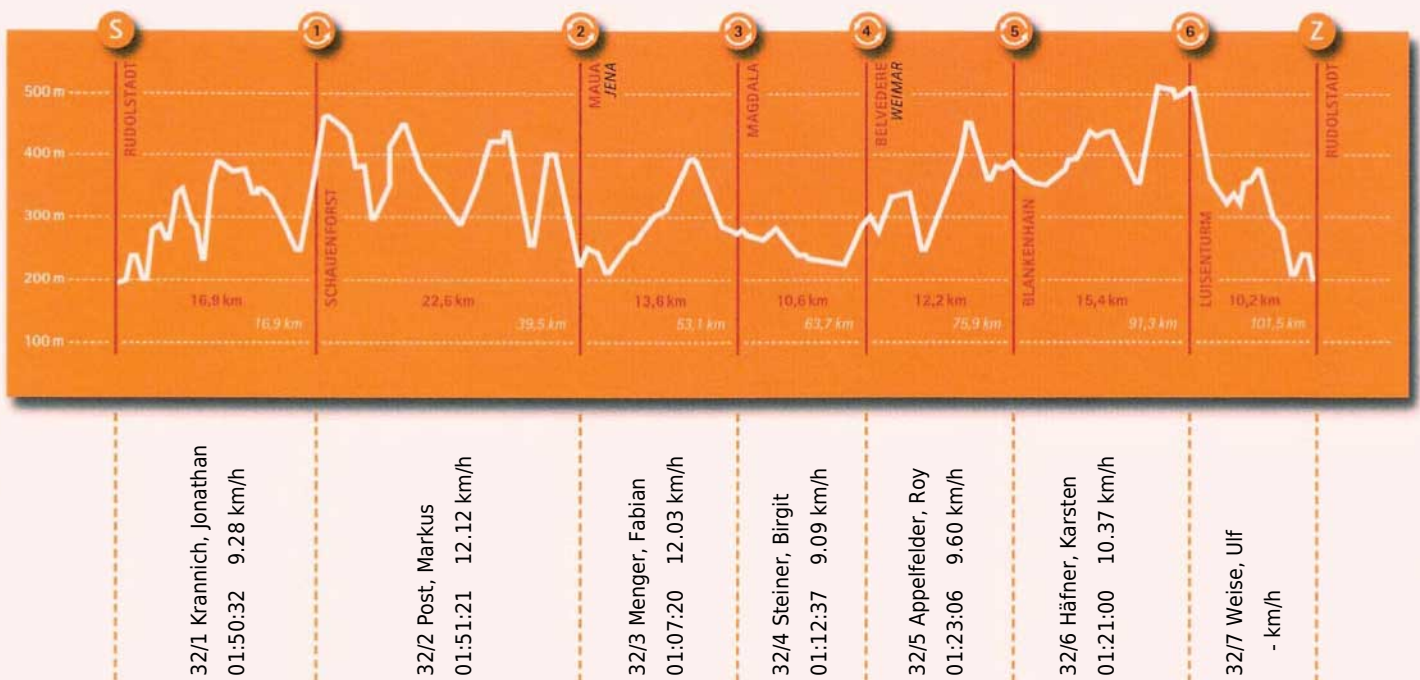 S
1
2
3
4
5
6
Z
500 m
400 m
300 m
200 m
100 m
RUDOLSTADT
SCHAUENFORST
MAUA
JENA
MAGDALA
BELVEDERE
WEIMAR
BLANKENHAIN
LUISENTURM
RUDOLSTADT
16,9 km
22,6 km
13,6 km
10,6 km
12,2 km
15,4 km
10,2 km
16,9 km
39,5 km
53,1 km
63,7 km
75,9 km
91,3 km
101,5 km
32/1 Krannich, Jonathan
01:50:32 9.28 km/h
32/2 Post, Markus
01:51:21 12.12 km/h
32/3 Menger, Fabian
01:07:20 12.03 km/h
32/4 Steiner, Birgit
01:12:37 9.09 km/h
32/5 Appelfelder, Roy
01:23:06 9.60 km/h
32/6 Häfner, Karsten
01:21:00 10.37 km/h
32/7 Weise, Ulf
- km/h